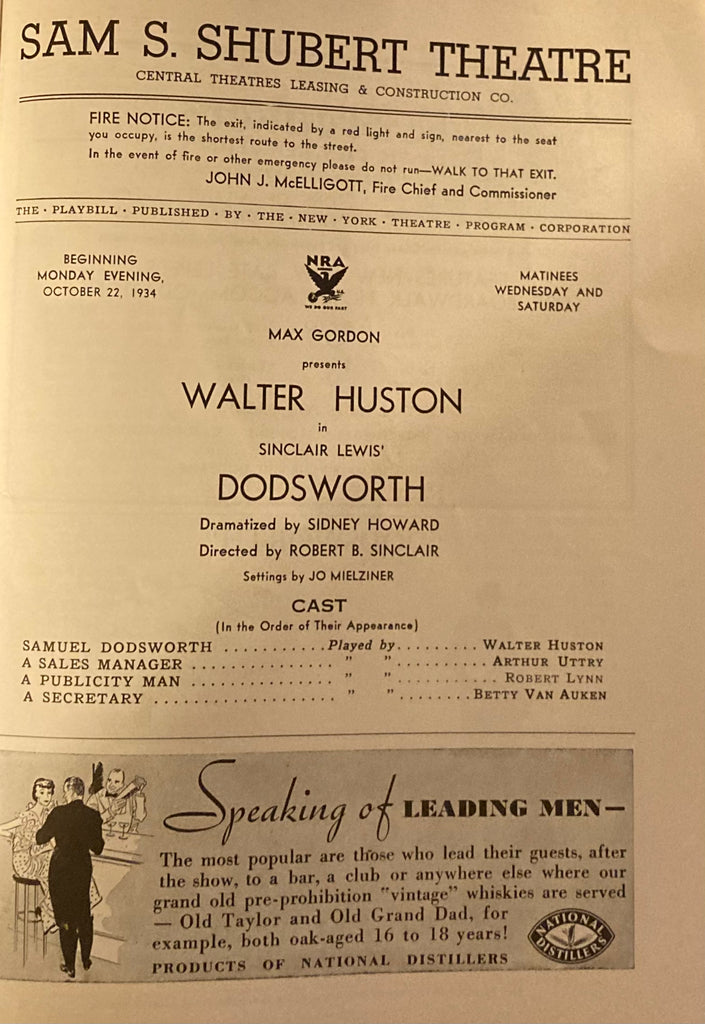 SAM S. SHUBERT THEATRE
CENTRAL THEATRES LEASING & CONSTRUCTION CO.
FIRE NOTICE: The exit, indicated by a red light and sign, nearest to the seat
you occupy, is the shortest route to the street.
In the event of fire or other emergency please do not run—WALK TO THAT EXIT.
JOHN J. McELLIGOTT, Fire Chief and Commissioner
THE · PLAYBILL · PUBLISHED · BY · THE · NEW · YORK · THEATRE · PROGRAM · CORPORATION
BEGINNING
MONDAY EVENING,
OCTOBER 22, 1934
NRA
U.S.
WE DO OUR PART
MATINEES
WEDNESDAY AND
SATURDAY
MAX GORDON
presents
WALTER HUSTON
in
SINCLAIR LEWIS'
DODSWORTH
Dramatized by SIDNEY HOWARD
Directed by ROBERT B. SINCLAIR
Settings by JO MIELZINER
CAST
(In the Order of Their Appearance)
SAMUEL DODSWORTH ........... Played by ......... WALTER HUSTON
A SALES MANAGER ............... " " .......... ARTHUR UTTRY
A PUBLICITY MAN ............... " " ........... ROBERT LYNN
A SECRETARY ................... " " ........ BETTY VAN AUKEN
Speaking of LEADING MEN—
The most popular are those who lead their guests, after
the show, to a bar, a club or anywhere else where our
grand old pre-prohibition "vintage" whiskies are served
— Old Taylor and Old Grand Dad, for
example, both oak-aged 16 to 18 years!
PRODUCTS OF NATIONAL DISTILLERS
NATIONAL
DISTILLERS